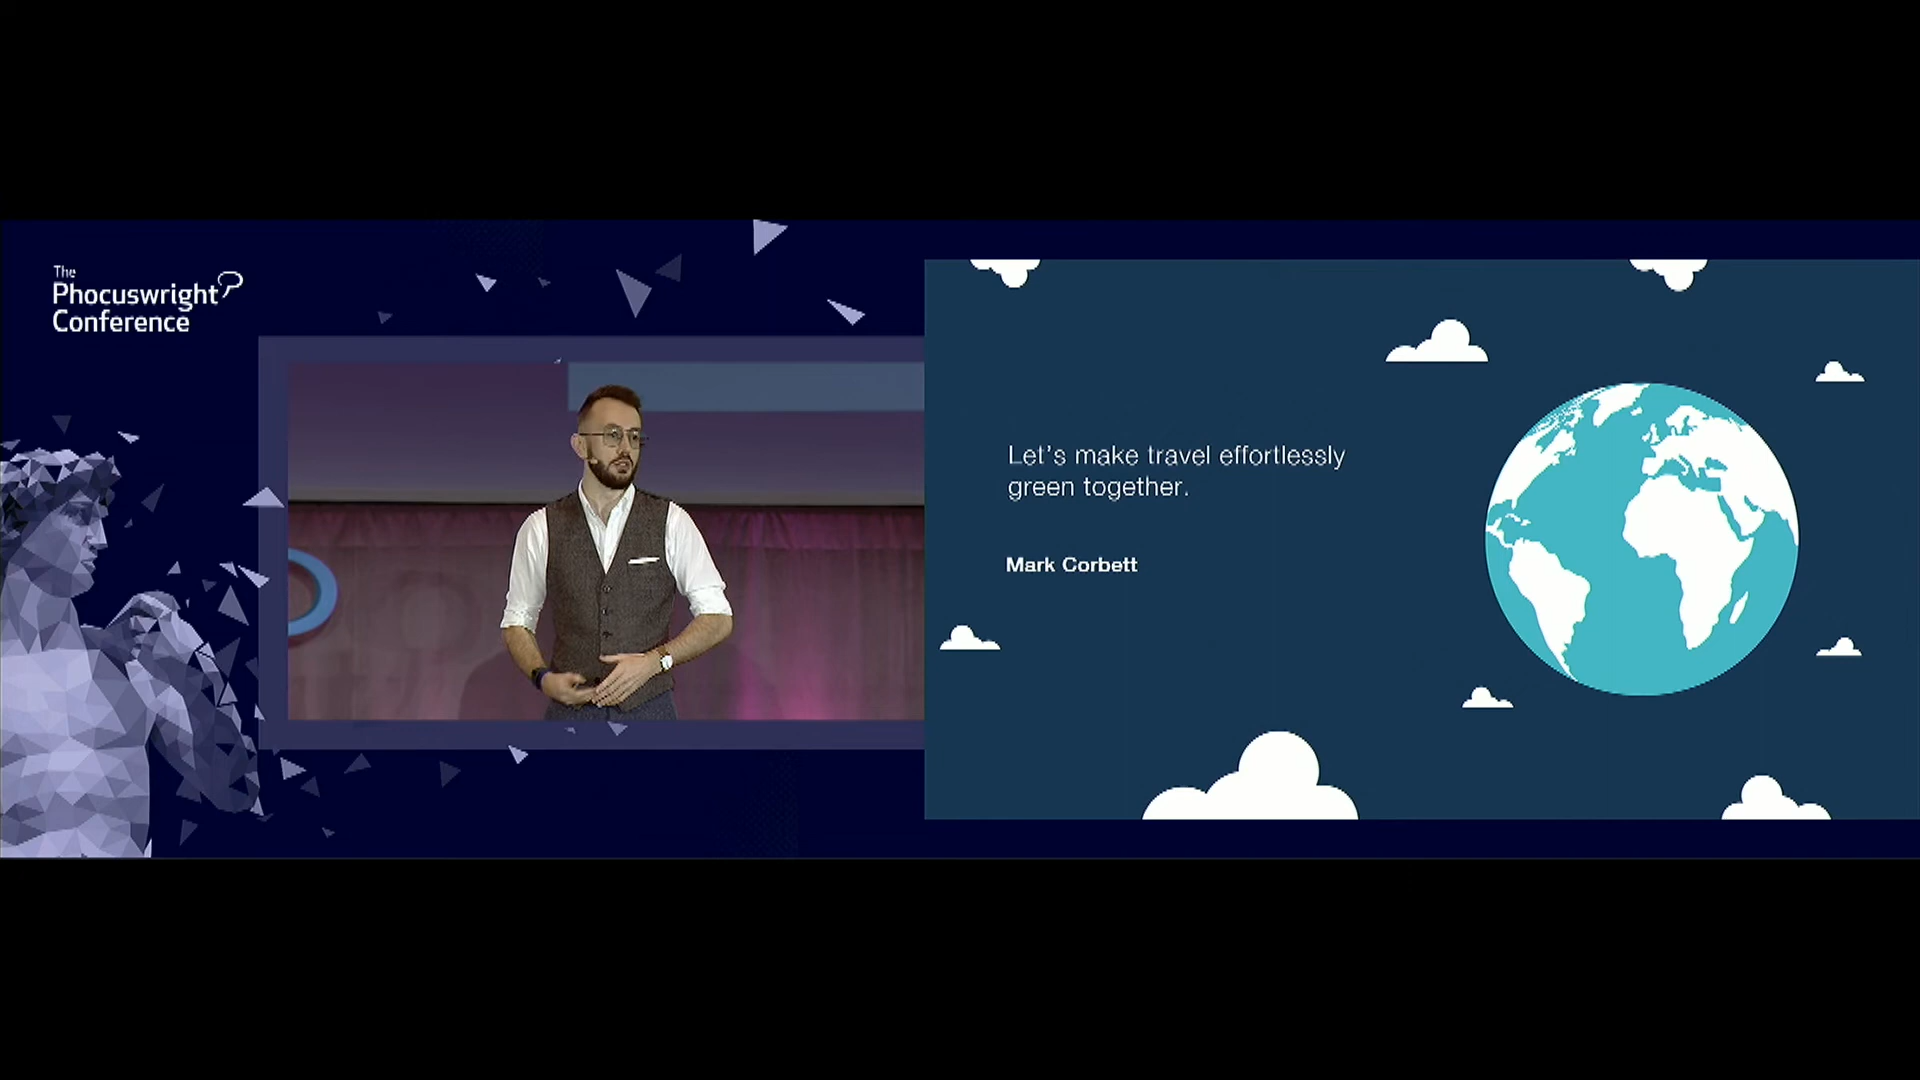 The
Phocuswright
Conference
Let's make travel effortlessly
green together.
Mark Corbett